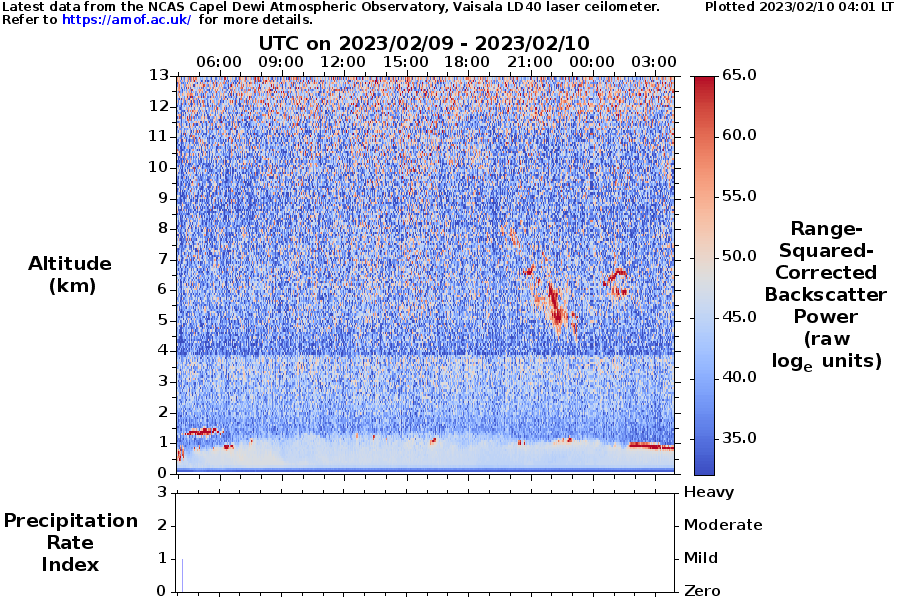 Latest data from the NCAS Capel Dewi Atmospheric Observatory, Vaisala LD40 laser ceilometer.
Plotted 2023/02/10 04:01 LT
Refer to https://amof.ac.uk/ for more details.
UTC on 2023/02/09 - 2023/02/10
06:00 09:00 12:00 15:00 18:00 21:00 00:00 03:00
Altitude
(km)
13
12
11
10
9
8
7
6
5
4
3
2
1
0
65.0
60.0
55.0
50.0
45.0
40.0
35.0
Range-
Squared-
Corrected
Backscatter
Power
(raw
loge units)
Precipitation
Rate
Index
3
2
1
0
Heavy
Moderate
Mild
Zero